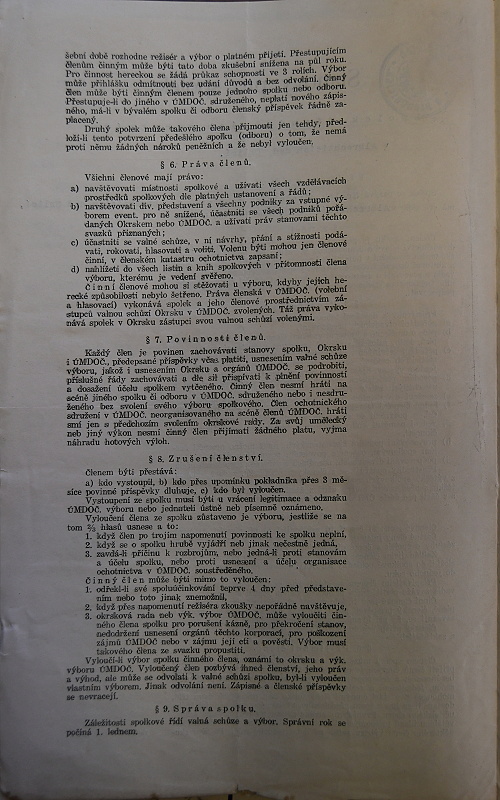 šební době rozhodne režisér a výbor o platném přijetí. Přestupujícím
členům činným může býti tato doba zkušební snížena na půl roku.
Pro činnost hereckou se žádá průkaz schopnosti ve 3 rolích. Výbor
může přihlášku odmítnouti bez udání důvodů a bez odvolání. Činný
člen může býti činným členem pouze jednoho spolku nebo odboru.
Přestupuje-li do jiného v ÚMDOČ. sdruženého, neplatí nového zápis-
ného, má-li v bývalém spolku či odboru členský příspěvek řádně za-
placený.
Druhý spolek může takového člena přijmouti jen tehdy, před-
loží-li tento potvrzení předešlého spolku (odboru) o tom, že nemá
proti němu žádných nároků peněžních a že nebyl vyloučen.
§ 6. Práva členů.
Všichni členové mají právo:
a) navštěvovati místnosti spolkové a užívati všech vzdělávacích
prostředků spolkových dle platných ustanovení a řádů;
b) navštěvovati div. představení a všechny podniky za vstupné vý-
borem event. pro ně snížené, účastniti se všech podniků pořá-
daných Okrskem nebo ÚMDOČ. a užívati práv stanovami těchto
svazků přiznaných;
c) účastniti se valné schůze, v ní návrhy, přání a stížnosti podá-
vati, rokovati, hlasovati a voliti. Voleni býti mohou jen členové
činní, v členském katastru ochotnictva zapsaní;
d) nahlížeti do všech listin a knih spolkových v přítomnosti člena
výboru, kterému je vedení svěřeno.
Činní členové mohou si stěžovati u výboru, kdyby jejich he-
recké způsobilosti nebylo šetřeno. Práva členská v ÚMDOČ. (volební
a hlasovací) vykonává spolek a jeho členové prostřednictvím zá-
stupců valnou schůzí Okrsku v ÚMDOČ. zvolených. Táž práva vyko-
nává spolek v Okrsku zástupci svou valnou schůzí volenými.
§ 7. Povinnosti členů.
Každý člen je povinen zachovávati stanovy spolku, Okrsku
i ÚMDOČ., předepsané příspěvky včas platiti, usnesením valné schůze
výboru, jakož i usnesením Okrsku a orgánů ÚMDOČ. se podrobiti,
příslušné řády zachovávati a dle sil přispívati k plnění povinností
a dosažení účelu spolkem vytčeného. Činný člen nesmí hráti na
scéně jiného spolku či odboru v ÚMDOČ. sdruženého nebo i nesdru-
ženého bez svolení svého výboru spolkového. Člen ochotnického
sdružení v ÚMDOČ. neorganisovaného na scéně členů ÚMDOČ. hráti
smí jen s předchozím svolením okrskové rady. Za svůj umělecký
neb jiný výkon nesmí činný člen přijímati žádného platu, vyjma
náhradu hotových výloh.
§ 8. Zrušení členství.
Členem býti přestává:
a) kdo vystoupil, b) kdo přes upomínku pokladníka přes 3 mě-
síce povinné příspěvky dluhuje, c) kdo byl vyloučen.
Vystoupení ze spolku musí býti u vrácení legitimace a odznaku
ÚMDOČ. výboru nebo jednateli ústně neb písemně oznámeno.
Vyloučení člena ze spolku zůstaveno je výboru, jestliže se na
tom ⅔ hlasů usnese a to:
1. když člen po trojím napomenutí povinností ke spolku neplní,
2. když se o spolku hrubě vyjádří neb jinak nečestně jedná,
3. zavdá-li příčinu k rozbrojům, nebo jedná-li proti stanovám
a účelu spolku, nebo proti usnesení a účelu organisace
ochotnictva v ÚMDOČ. soustředěného.
Činný člen může býti mimo to vyloučen:
1. odřekl-li své spoluúčinkování teprve 4 dny před představe-
ním nebo toto jinak znemožnil,
2. když přes napomenutí režiséra zkoušky nepořádně navštěvuje,
3. okrsková rada neb výk. výbor ÚMDOČ. může vyloučiti čin-
ného člena spolku pro porušení kázně, pro překročení stanov,
nedodržení usnesení orgánů těchto korporací, pro poškození
zájmů ÚMDOČ nebo v zájmu její cti a pověsti. Výbor musí
takového člena ze svazku propustiti.
Vyloučí-li výbor spolku činného člena, oznámí to okrsku a výk.
výboru ÚMDOČ. Vyloučený člen pozbývá ihned členství, jeho práv
a výhod, ale může se odvolati k valné schůzi spolku, byl-li vyloučen
vlastním výborem. Jinak odvolání není. Zápisné a členské příspěvky
se nevracejí.
§ 9. Správa spolku.
Záležitosti spolkové řídí valná schůze a výbor. Správní rok se
počíná 1. lednem.